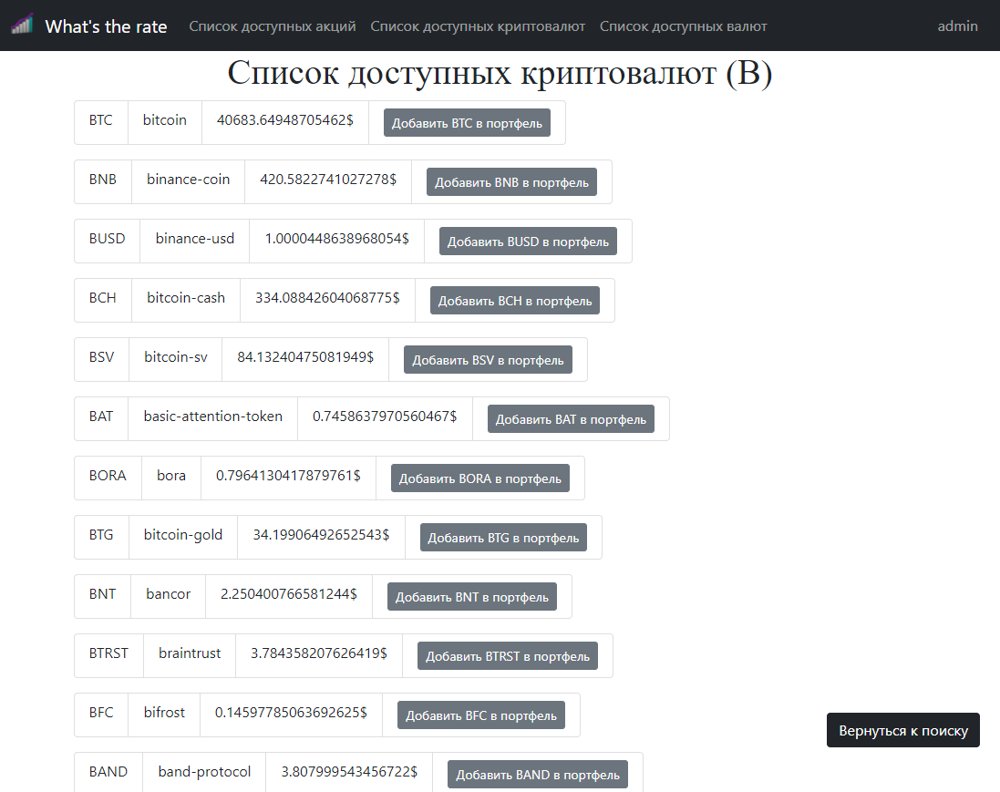 What's the rate Список доступных акций Список доступных криптовалют Список доступных валют admin
Список доступных криптовалют (B)
BTC bitcoin 40683.64948705462$ Добавить BTC в портфель
BNB binance-coin 420.5822741027278$ Добавить BNB в портфель
BUSD binance-usd 1.0000448638968054$ Добавить BUSD в портфель
BCH bitcoin-cash 334.08842604068775$ Добавить BCH в портфель
BSV bitcoin-sv 84.13240475081949$ Добавить BSV в портфель
BAT basic-attention-token 0.7458637970560467$ Добавить BAT в портфель
BORA bora 0.7964130417879761$ Добавить BORA в портфель
BTG bitcoin-gold 34.19906492652543$ Добавить BTG в портфель
BNT bancor 2.250400766581244$ Добавить BNT в портфель
BTRST braintrust 3.784358207626419$ Добавить BTRST в портфель
BFC bifrost 0.14597785063692625$ Добавить BFC в портфель
Вернуться к поиску
BAND band-protocol 3.807999543456722$ Добавить BAND в портфель